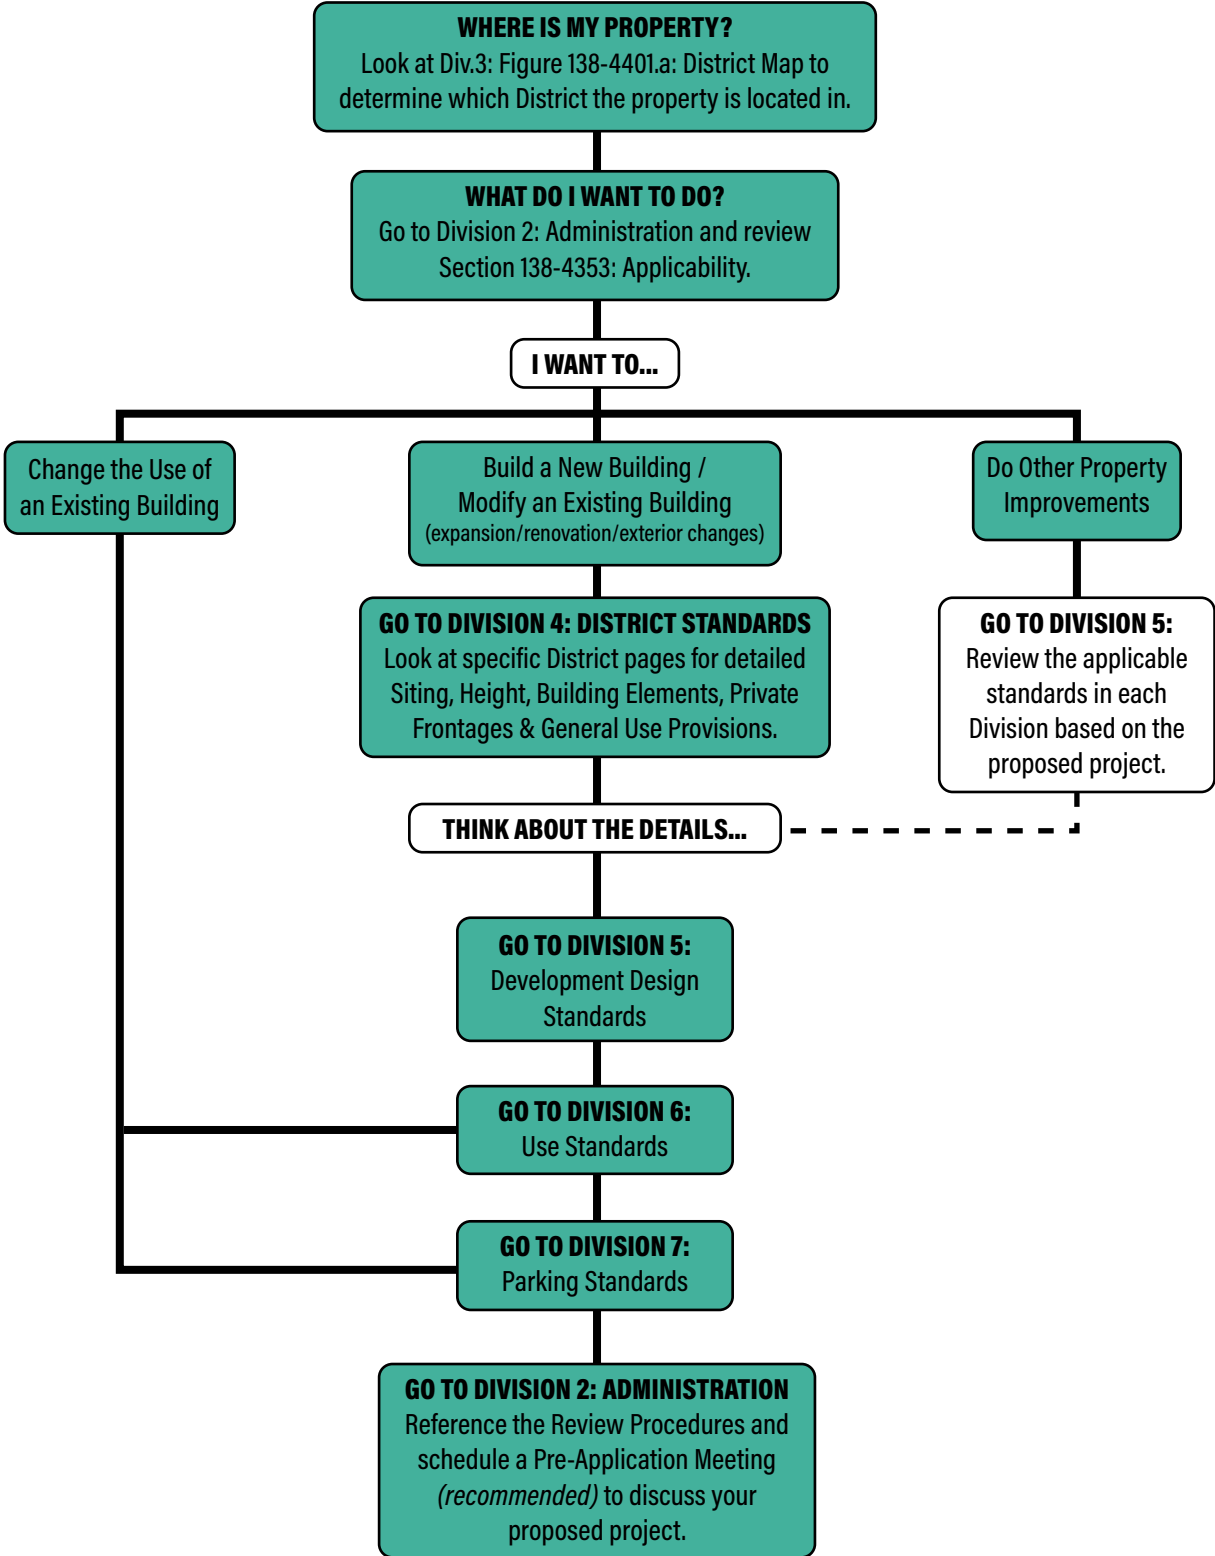 WHERE IS MY PROPERTY?
Look at Div.3: Figure 138-4401.a: District Map to
determine which District the property is located in.
WHAT DO I WANT TO DO?
Go to Division 2: Administration and review
Section 138-4353: Applicability.
I WANT TO...
Change the Use of
an Existing Building
Build a New Building /
Modify an Existing Building
(expansion/renovation/exterior changes)
Do Other Property
Improvements
GO TO DIVISION 4: DISTRICT STANDARDS
Look at specific District pages for detailed
Siting, Height, Building Elements, Private
Frontages & General Use Provisions.
GO TO DIVISION 5:
Review the applicable
standards in each
Division based on the
proposed project.
THINK ABOUT THE DETAILS...
GO TO DIVISION 5:
Development Design
Standards
GO TO DIVISION 6:
Use Standards
GO TO DIVISION 7:
Parking Standards
GO TO DIVISION 2: ADMINISTRATION
Reference the Review Procedures and
schedule a Pre-Application Meeting
(recommended) to discuss your
proposed project.